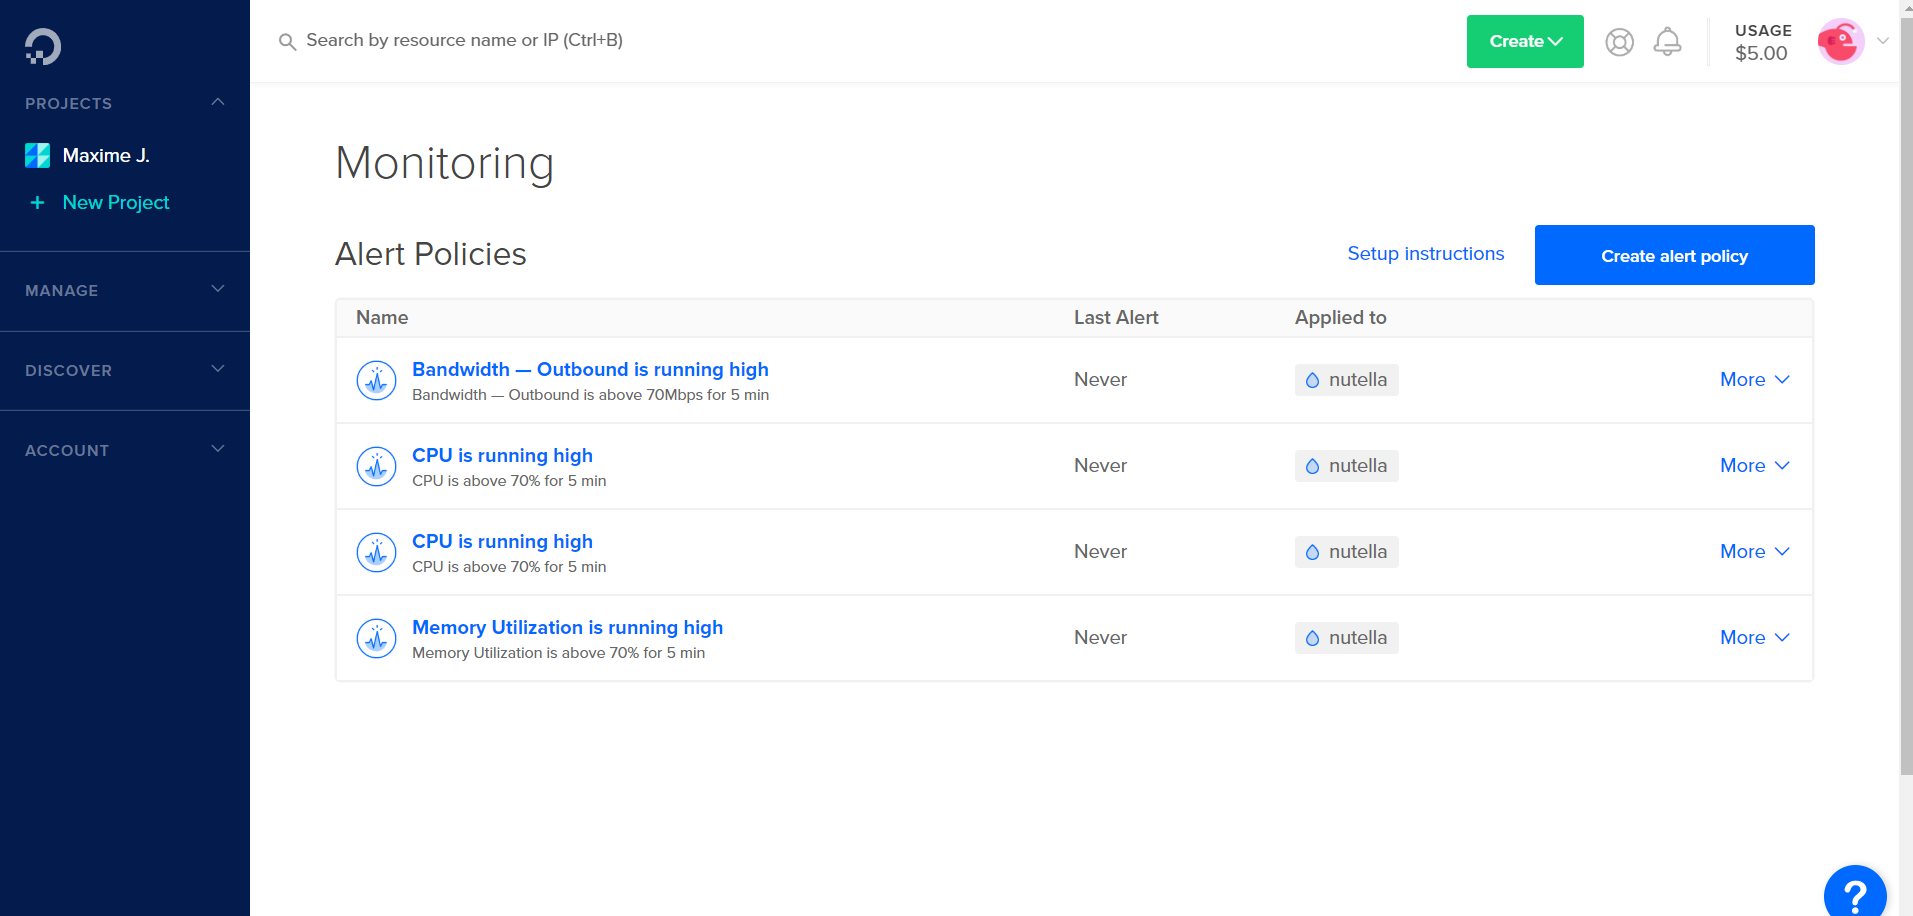 Search by resource name or IP (Ctrl+B)
Create
USAGE
$5.00
PROJECTS
Maxime J.
+ New Project
MANAGE
DISCOVER
ACCOUNT
Monitoring
Alert Policies
Setup instructions
Create alert policy
Name Last Alert Applied to
Bandwidth — Outbound is running high
Bandwidth — Outbound is above 70Mbps for 5 min
Never nutella More
CPU is running high
CPU is above 70% for 5 min
Never nutella More
CPU is running high
CPU is above 70% for 5 min
Never nutella More
Memory Utilization is running high
Memory Utilization is above 70% for 5 min
Never nutella More
?